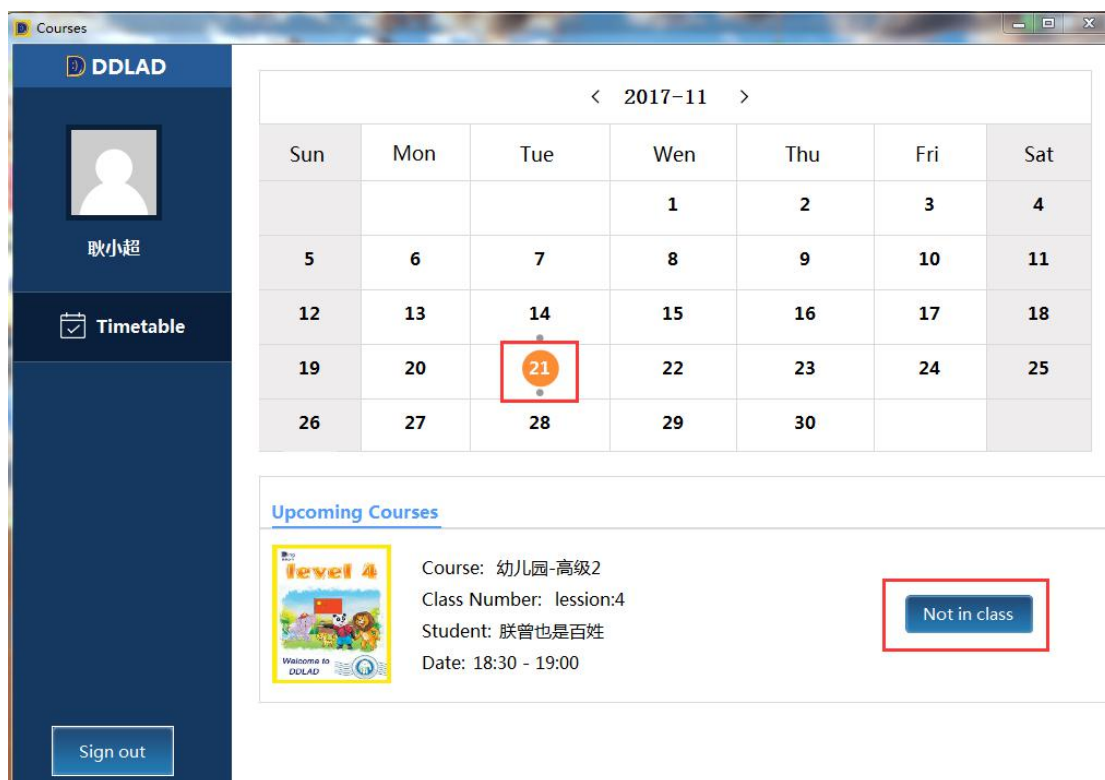 Courses
DDLAD
耿小超
Timetable
Sign out
< 2017-11 >
Sun Mon Tue Wen Thu Fri Sat
1 2 3 4
5 6 7 8 9 10 11
12 13 14 15 16 17 18
19 20 21 22 23 24 25
26 27 28 29 30
Upcoming Courses
level 4
Welcome to
DDLAD
Course: 幼儿园-高级2
Class Number: lession:4
Student: 朕曾也是百姓
Date: 18:30 - 19:00
Not in class